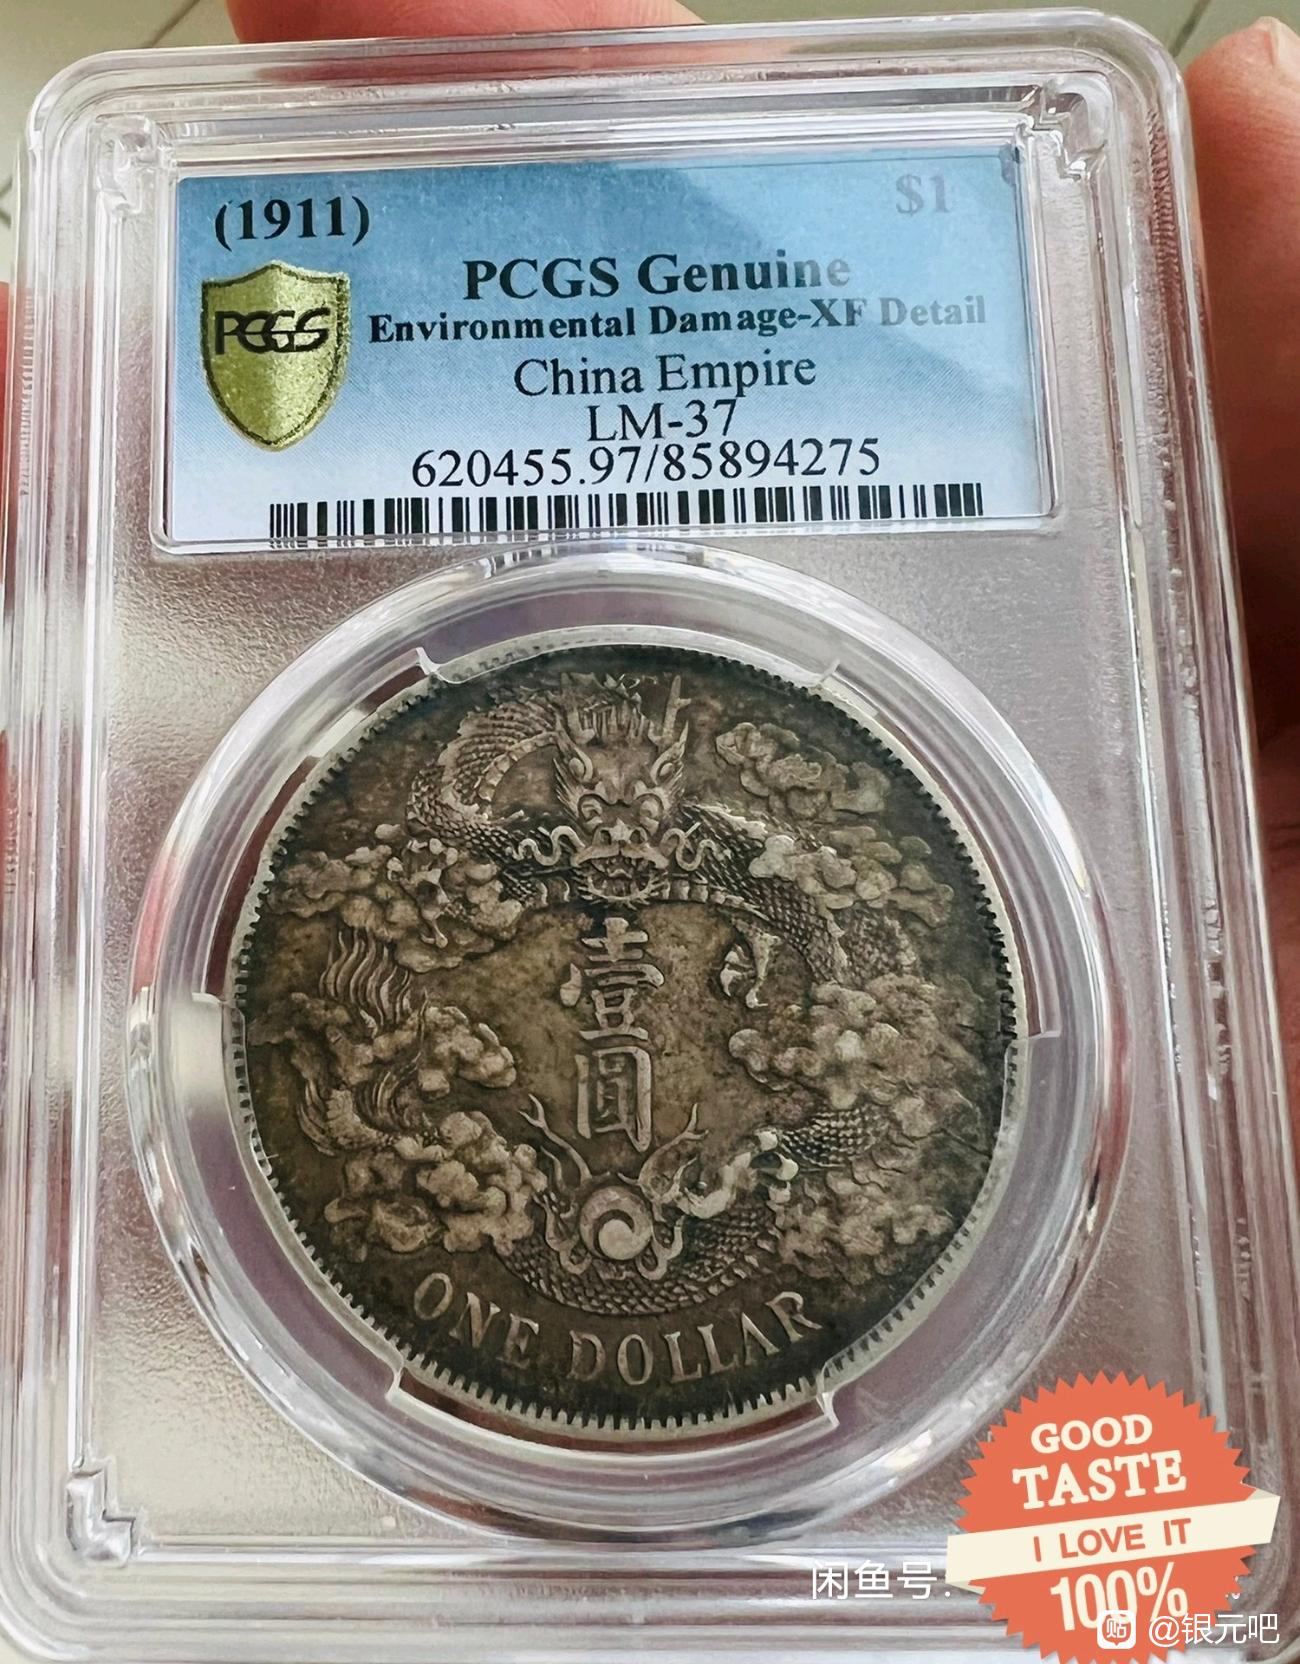 (1911)
$1
PCGS Genuine
PCGS
Environmental Damage-XF Detail
China Empire
LM-37
620455.97/85894275
壹
圓
ONE DOLLAR
GOOD
TASTE
I LOVE IT
100%
闲鱼号:
贴 @银元吧